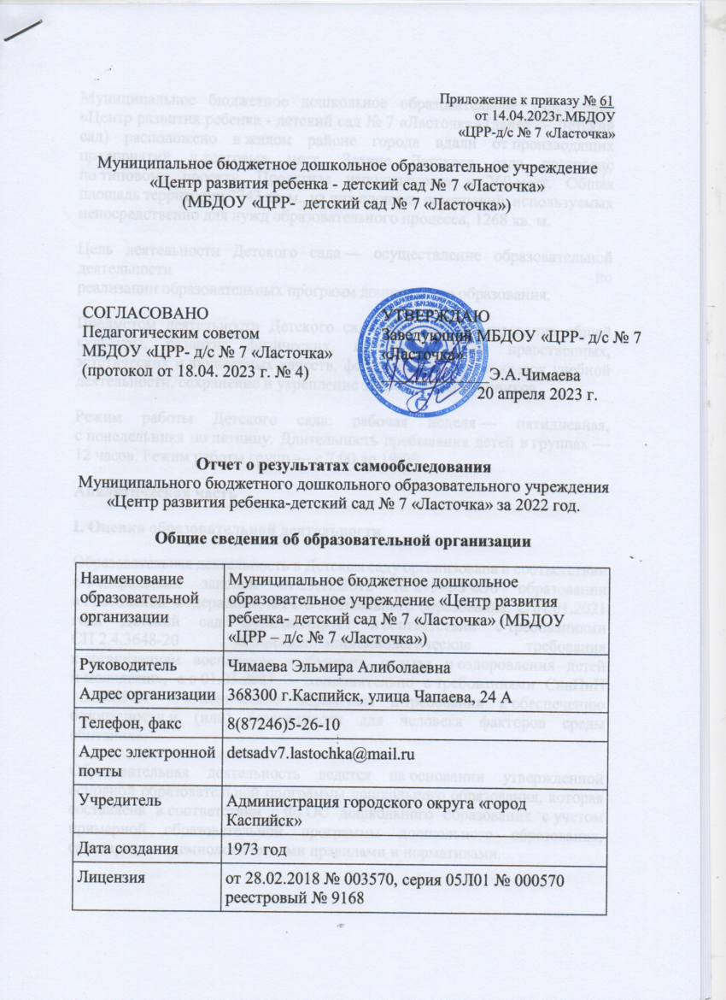 Приложение к приказу № 61
от 14.04.2023г.МБДОУ
«ЦРР-д/с № 7 «Ласточка»
Муниципальное бюджетное дошкольное образовательное учреждение
«Центр развития ребенка - детский сад № 7 «Ласточка»
(МБДОУ «ЦРР- детский сад № 7 «Ласточка»)
СОГЛАСОВАНО
Педагогическим советом
МБДОУ «ЦРР- д/с № 7 «Ласточка»
(протокол от 18.04. 2023 г. № 4)
УТВЕРЖДАЮ
Заведующий МБДОУ «ЦРР- д/с № 7
«Ласточка»
Э.А.Чимаева
20 апреля 2023 г.
Отчет о результатах самообследования
Муниципального бюджетного дошкольного образовательного учреждения
«Центр развития ребенка-детский сад № 7 «Ласточка» за 2022 год.
Общие сведения об образовательной организации
Наименование
образовательной
организации
Муниципальное бюджетное дошкольное
образовательное учреждение «Центр развития
ребенка- детский сад № 7 «Ласточка» (МБДОУ
«ЦРР – д/с № 7 «Ласточка»)
Руководитель
Чимаева Эльмира Алиболаевна
Адрес организации
368300 г.Каспийск, улица Чапаева, 24 А
Телефон, факс
8(87246)5-26-10
Адрес электронной
почты
detsadv7.lastochka@mail.ru
Учредитель
Администрация городского округа «город
Каспийск»
Дата создания
1973 год
Лицензия
от 28.02.2018 № 003570, серия 05Л01 № 000570
реестровый № 9168